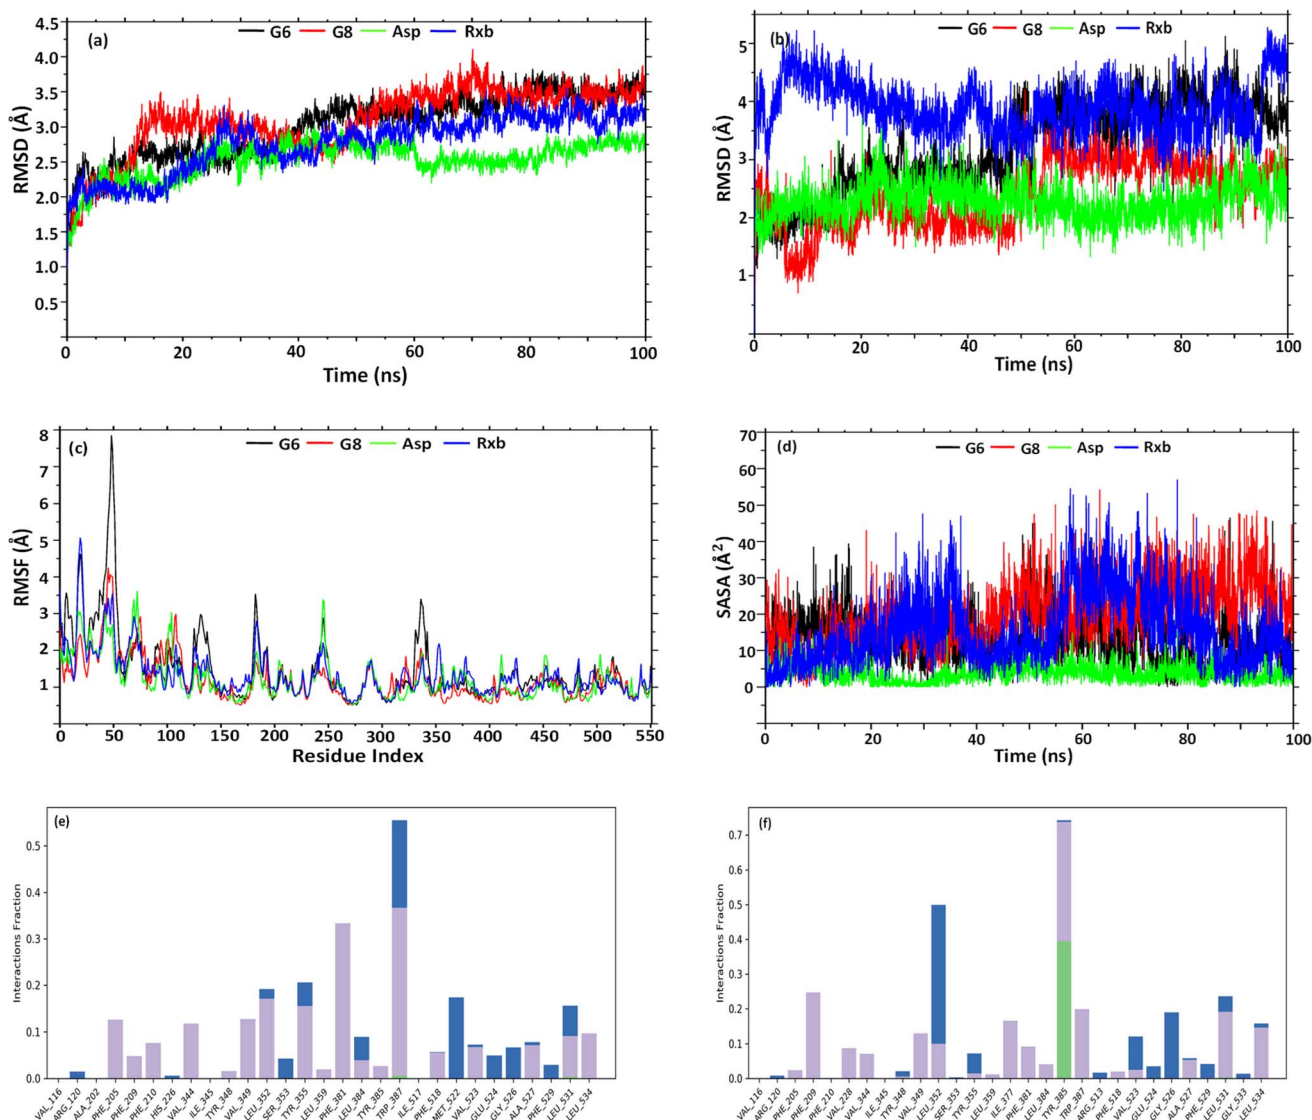 (a)
G6 G8 Asp Rxb
RMSD (Å)
4.5
4.0
3.5
3.0
2.5
2.0
1.5
1.0
0.5
0 20 40 60 80 100
Time (ns)
(b)
G6 G8 Asp Rxb
RMSD (Å)
5
4
3
2
1
0 20 40 60 80 100
Time (ns)
(c)
G6 G8 Asp Rxb
RMSF (Å)
8
7
6
5
4
3
2
1
0 50 100 150 200 250 300 350 400 450 500 550
Residue Index
(d)
G6 G8 Asp Rxb
SASA (Å²)
70
60
50
40
30
20
10
0
0 20 40 60 80 100
Time (ns)
(e)
Interactions Fraction
0.5
0.4
0.3
0.2
0.1
0.0
VAL_116
ARG_120
ALA_202
PHE_205
PHE_209
PHE_210
HIS_226
VAL_344
ILE_345
TYR_348
VAL_349
LEU_352
SER_353
TYR_355
LEU_359
PHE_381
LEU_384
TYR_385
TRP_387
ILE_517
PHE_518
MET_522
VAL_523
GLU_524
GLY_526
ALA_527
PHE_529
LEU_531
LEU_534
(f)
Interactions Fraction
0.7
0.6
0.5
0.4
0.3
0.2
0.1
0.0
VAL_116
ARG_120
PHE_205
PHE_209
PHE_210
VAL_228
VAL_344
ILE_345
TYR_348
VAL_349
LEU_352
SER_353
TYR_355
LEU_359
ILE_377
PHE_381
LEU_384
TYR_385
TRP_387
ARG_513
PHE_518
VAL_523
GLU_524
GLY_526
ALA_527
PHE_529
LEU_531
LEU_534